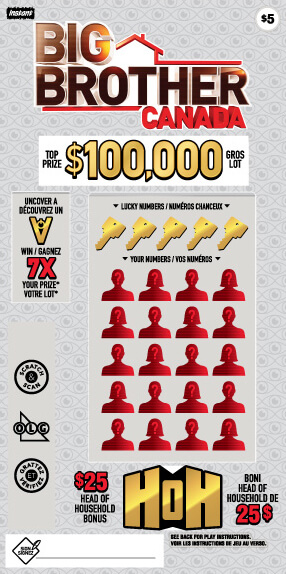 Instant
$5
BIG
BROTHER
CANADA
TOP
PRIZE
$100,000
GROS
LOT
UNCOVER A
DÉCOUVREZ UN
WIN / GAGNEZ
7X
YOUR PRIZE*
VOTRE LOT*
LUCKY NUMBERS / NUMÉROS CHANCEUX
YOUR NUMBERS / VOS NUMÉROS
SCRATCH
&
SCAN
OLG
GRATTEZ
ET
VÉRIFIEZ
$25
HEAD OF
HOUSEHOLD
BONUS
HOH
BONI
HEAD OF
HOUSEHOLD DE
25$
SEE BACK FOR PLAY INSTRUCTIONS.
VOIR LES INSTRUCTIONS DE JEU AU VERSO.
SIGN
SIGNEZ